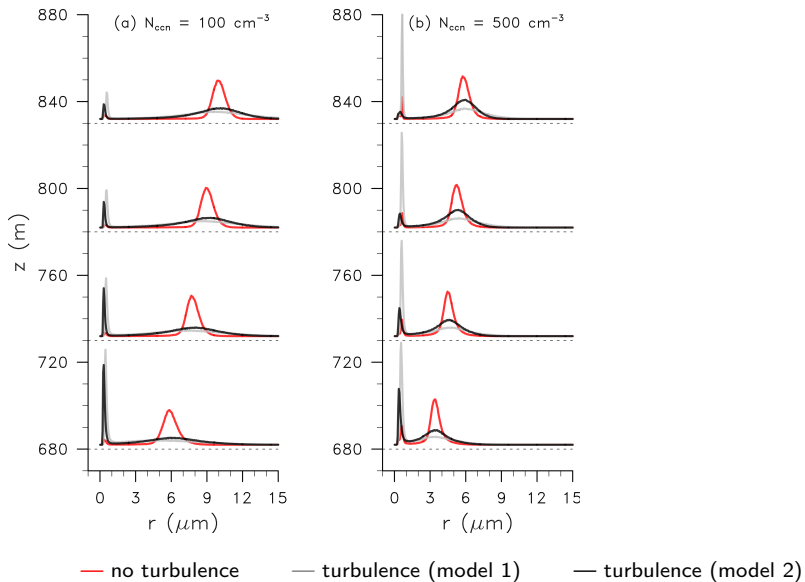 (a) N_ccn = 100 cm⁻³
(b) N_ccn = 500 cm⁻³
880
840
800
760
720
680
z (m)
0 3 6 9 12 15
r (μm)
880
840
800
760
720
680
0 3 6 9 12 15
r (μm)
no turbulence
turbulence (model 1)
turbulence (model 2)